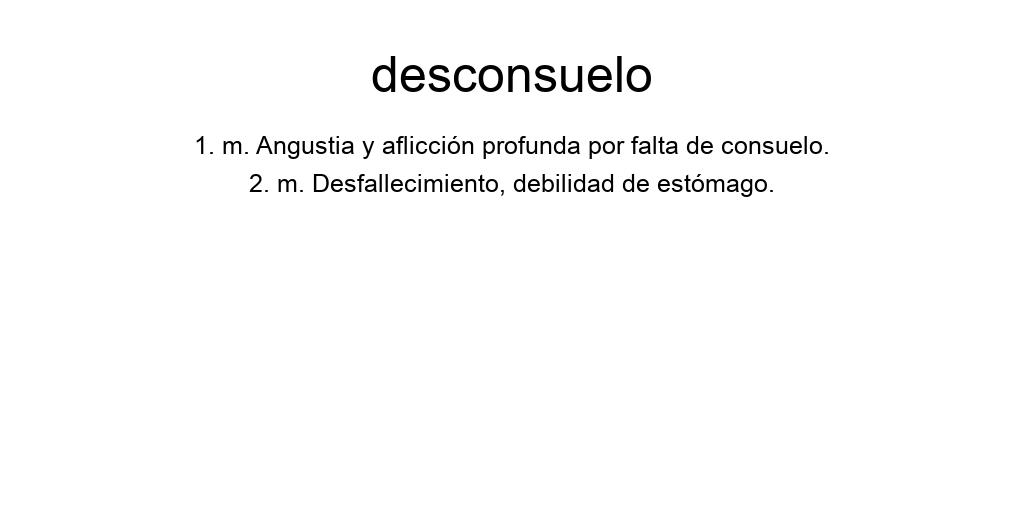 desconsuelo
1. m. Angustia y aflicción profunda por falta de consuelo.
2. m. Desfallecimiento, debilidad de estómago.